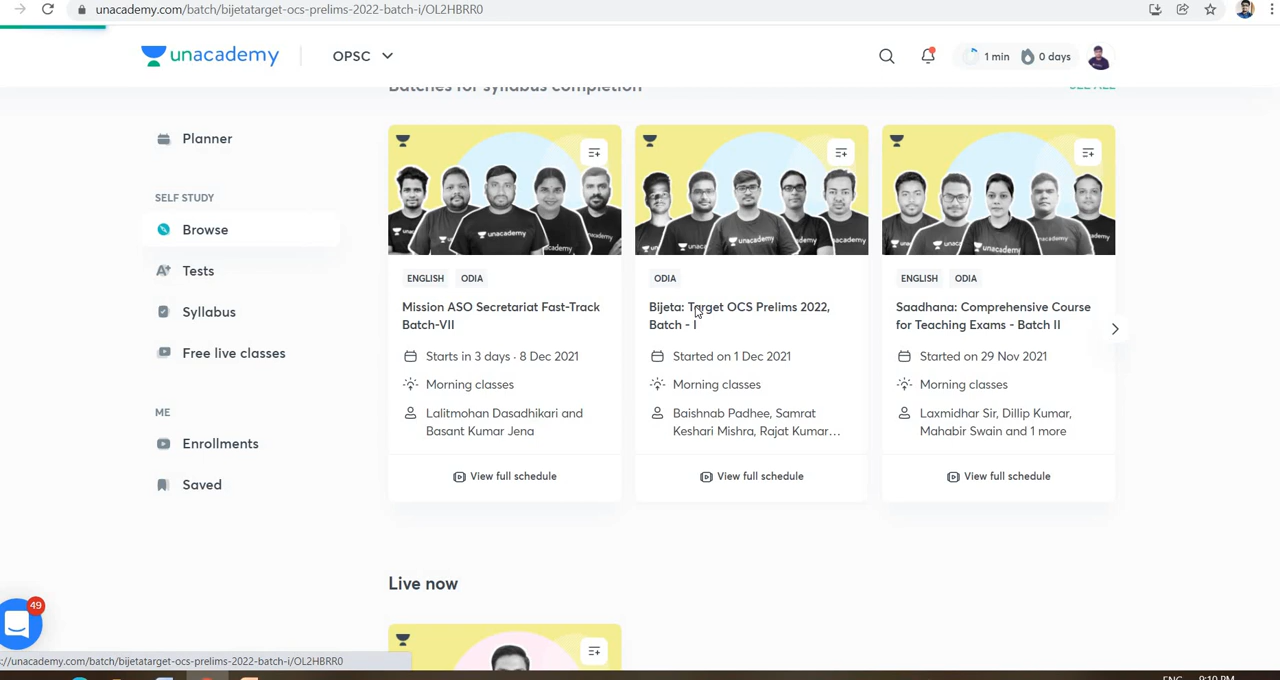 unacademy.com/batch/bijetatarget-ocs-prelims-2022-batch-i/OL2HBRR0
unacademy
OPSC
1 min
0 days
Batches for syllabus completion
SEE ALL
Planner
SELF STUDY
Browse
Tests
Syllabus
Free live classes
ME
Enrollments
Saved
ENGLISH ODIA
Mission ASO Secretariat Fast-Track
Batch-VII
Starts in 3 days · 8 Dec 2021
Morning classes
Lalitmohan Dasadhikari and
Basant Kumar Jena
View full schedule
ODIA
Bijeta: Target OCS Prelims 2022,
Batch - I
Started on 1 Dec 2021
Morning classes
Baishnab Padhee, Samrat
Keshari Mishra, Rajat Kumar...
View full schedule
ENGLISH ODIA
Saadhana: Comprehensive Course
for Teaching Exams - Batch II
Started on 29 Nov 2021
Morning classes
Laxmidhar Sir, Dillip Kumar,
Mahabir Swain and 1 more
View full schedule
Live now
49
://unacademy.com/batch/bijetatarget-ocs-prelims-2022-batch-i/OL2HBRR0
ENG 9:10 PM